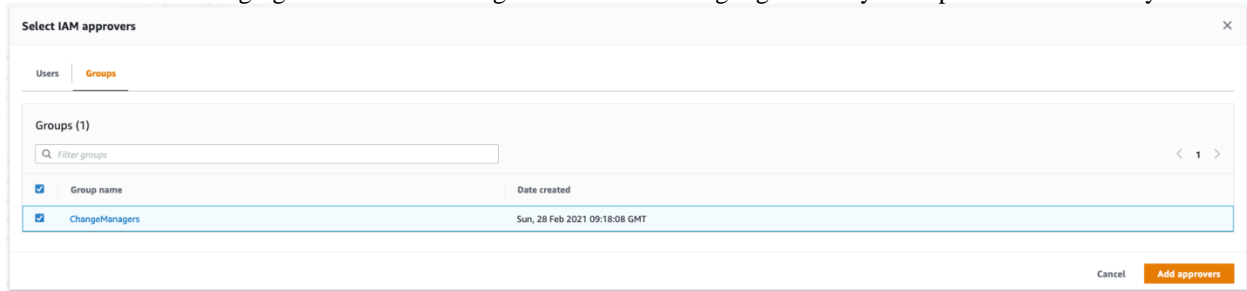 Select IAM approvers
Users
Groups
Groups (1)
Filter groups
1
Group name Date created
ChangeManagers Sun, 28 Feb 2021 09:18:08 GMT
Cancel Add approvers